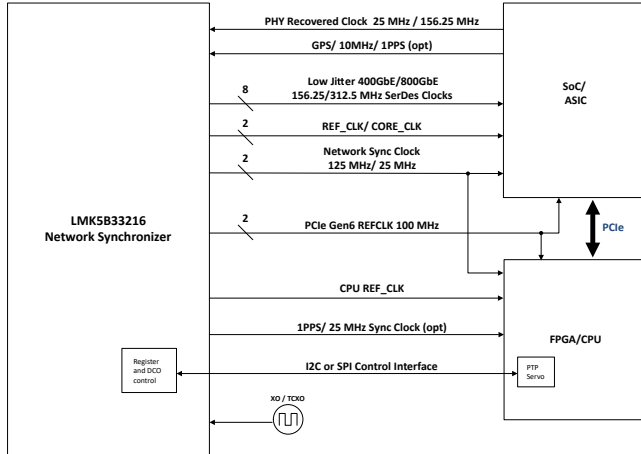 PHY Recovered Clock 25 MHz / 156.25 MHz
GPS/ 10MHz/ 1PPS (opt)
SoC/
ASIC
Low Jitter 400GbE/800GbE
8
156.25/312.5 MHz SerDes Clocks
2
REF_CLK/ CORE_CLK
Network Sync Clock
2
125 MHz/ 25 MHz
LMK5B33216
Network Synchronizer
2
PCIe Gen6 REFCLK 100 MHz
PCIe
CPU REF_CLK
1PPS/ 25 MHz Sync Clock (opt)
FPGA/CPU
Register
and DCO
control
I2C or SPI Control Interface
PTP
Servo
XO / TCXO